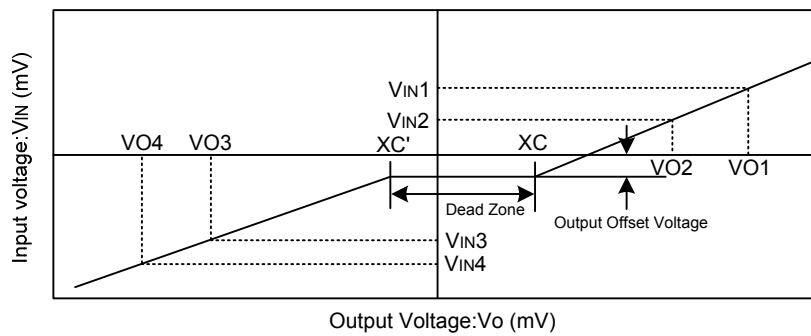 VIN1
VIN2
VO4
VO3
XC'
XC
VO2
VO1
Dead Zone
Output Offset Voltage
VIN3
VIN4
Input voltage:VIN (mV)
Output Voltage:Vo (mV)